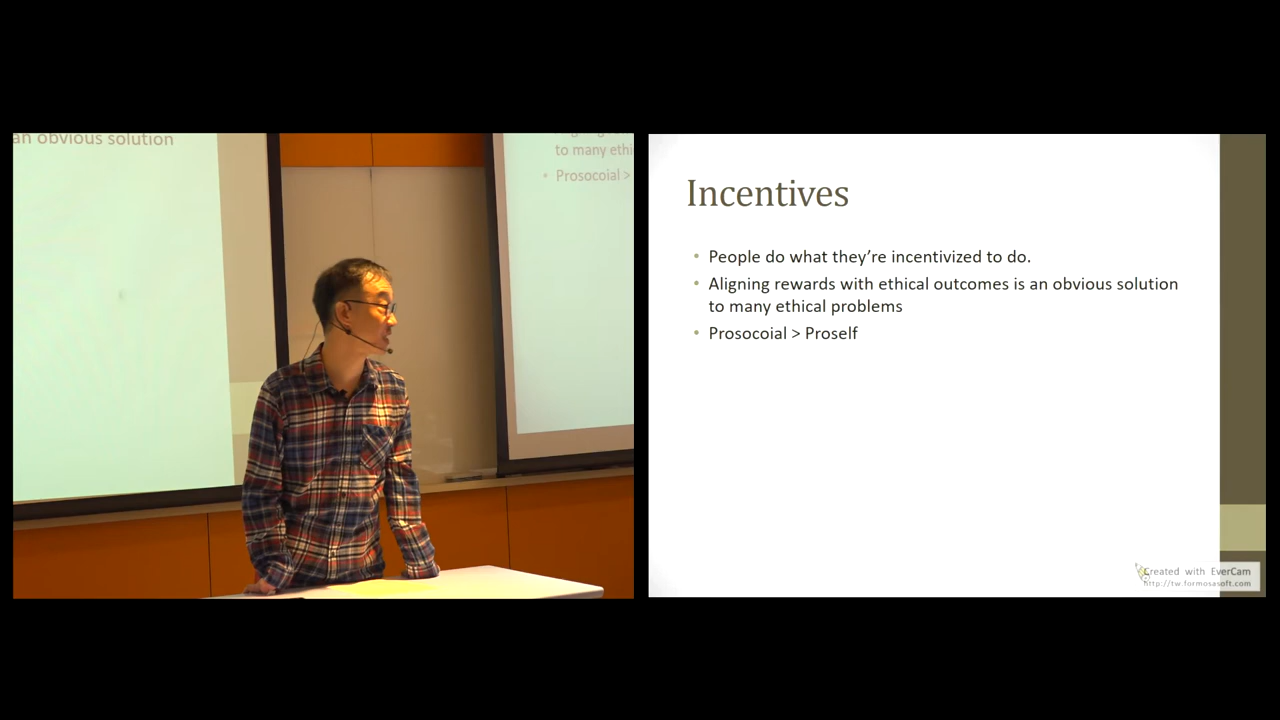 an obvious solution
to many ethi
• Prosocoial >
Incentives
• People do what they're incentivized to do.
• Aligning rewards with ethical outcomes is an obvious solution
to many ethical problems
• Prosocoial > Proself
Created with EverCam
http://tw.formosasoft.com